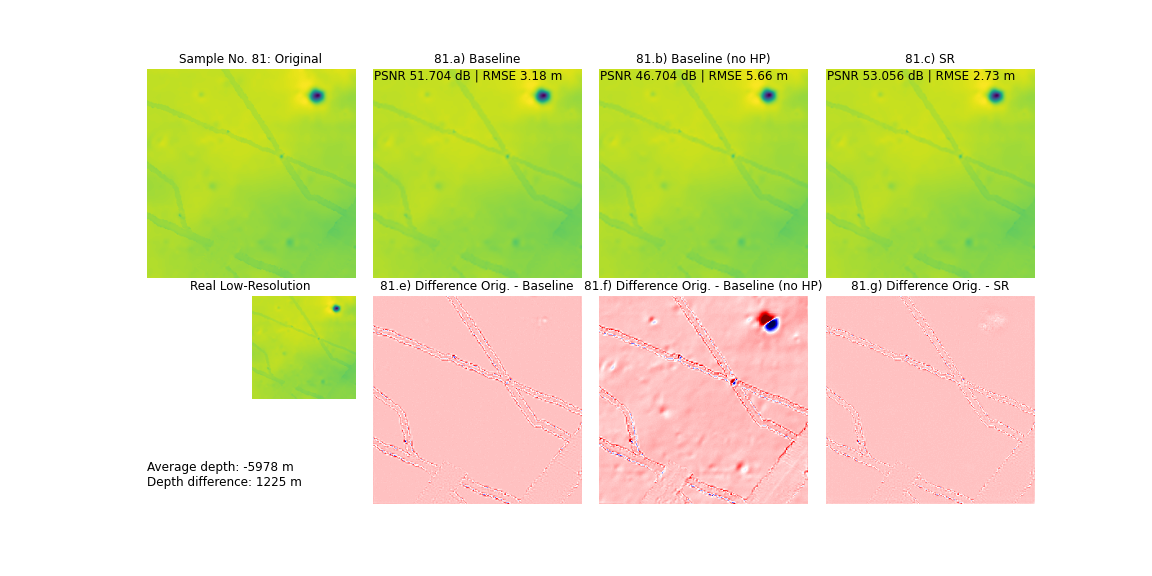 Sample No. 81: Original
81.a) Baseline
81.b) Baseline (no HP)
81.c) SR
PSNR 51.704 dB | RMSE 3.18 m
PSNR 46.704 dB | RMSE 5.66 m
PSNR 53.056 dB | RMSE 2.73 m
Real Low-Resolution
81.e) Difference Orig. - Baseline
81.f) Difference Orig. - Baseline (no HP)
81.g) Difference Orig. - SR
Average depth: -5978 m
Depth difference: 1225 m